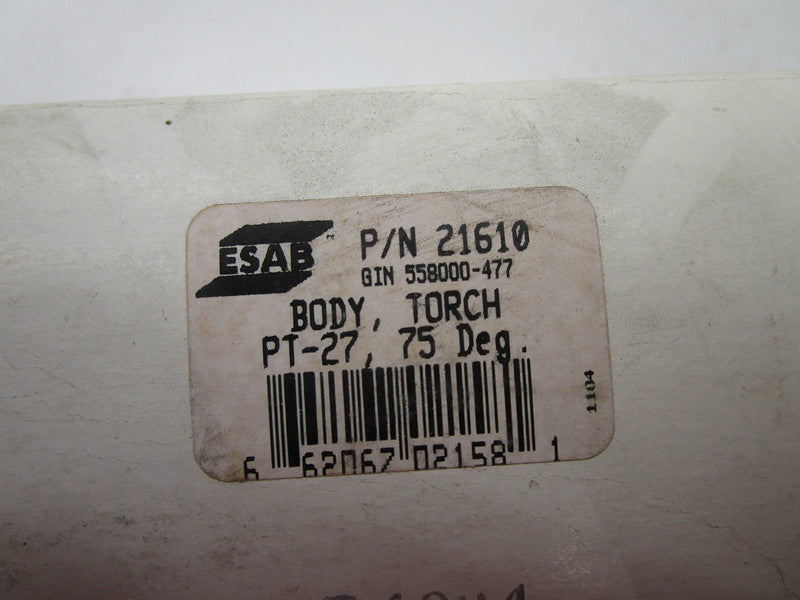 ESAB
P/N 21610
GIN 558000-477
BODY, TORCH
PT-27, 75 Deg.
1104
6 62067 02158 1